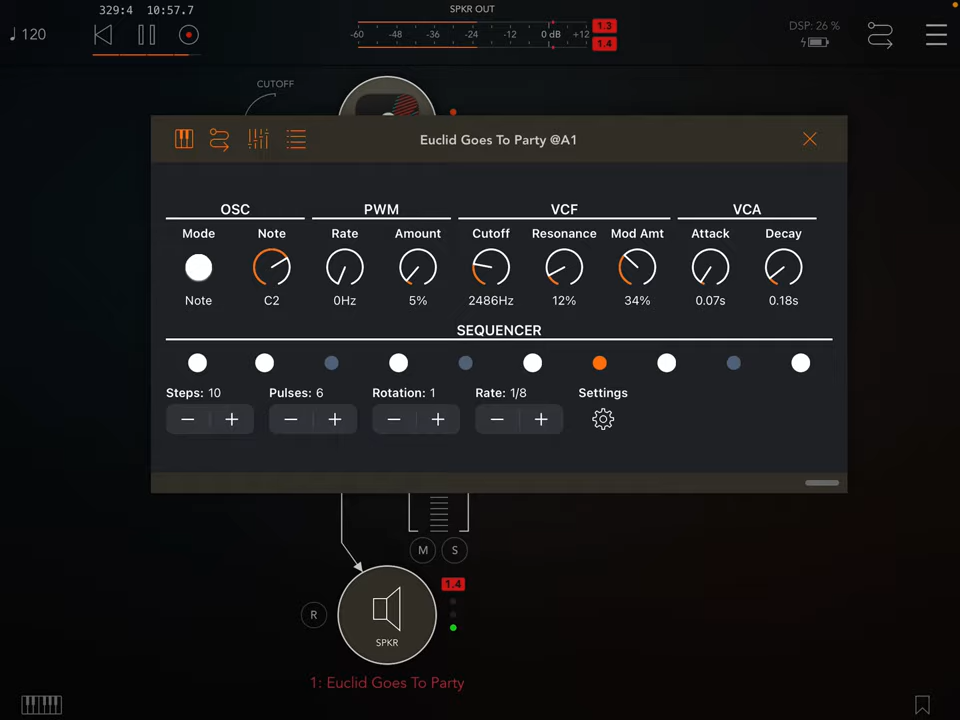 329:4 10:57.7
SPKR OUT
♩120
-60 -48 -36 -24 -12 0 dB +12
1.3
1.4
DSP: 26 %
CUTOFF
Euclid Goes To Party @A1
OSC PWM VCF VCA
Mode Note Rate Amount Cutoff Resonance Mod Amt Attack Decay
Note C2 0Hz 5% 2486Hz 12% 34% 0.07s 0.18s
SEQUENCER
Steps: 10 Pulses: 6 Rotation: 1 Rate: 1/8 Settings
− + − + − + − +
M S
1.4
R
SPKR
1: Euclid Goes To Party